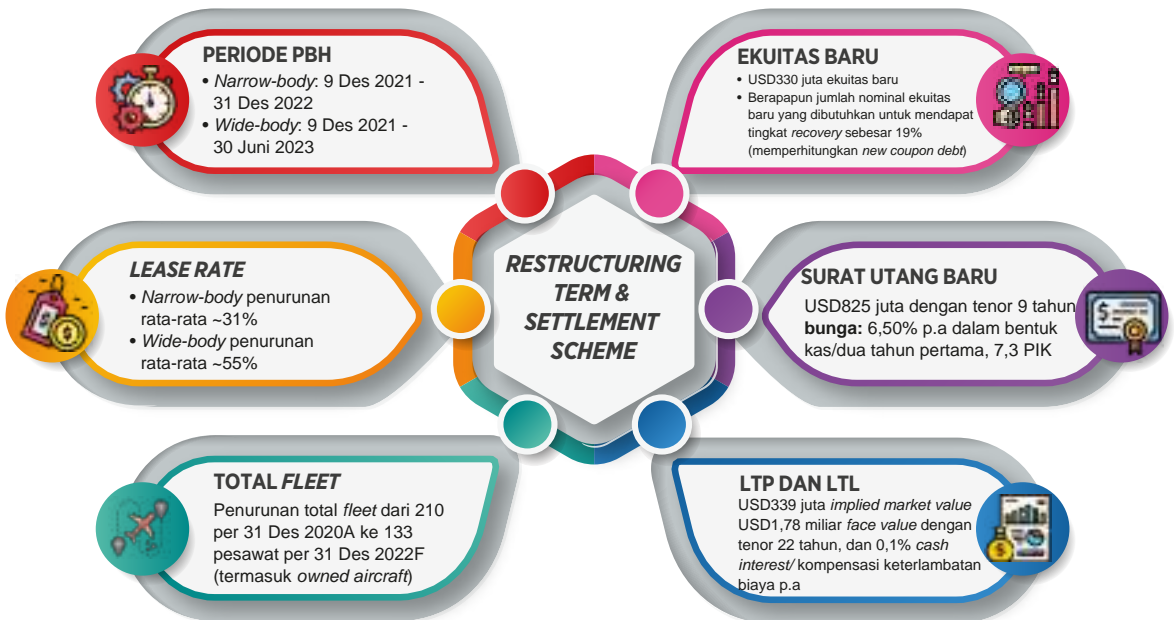 PERIODE PBH
• Narrow-body: 9 Des 2021 -
31 Des 2022
• Wide-body: 9 Des 2021 -
30 Juni 2023
EKUITAS BARU
• USD330 juta ekuitas baru
• Berapapun jumlah nominal ekuitas
baru yang dibutuhkan untuk mendapat
tingkat recovery sebesar 19%
(memperhitungkan new coupon debt)
LEASE RATE
• Narrow-body penurunan
rata-rata ~31%
• Wide-body penurunan
rata-rata ~55%
RESTRUCTURING
TERM &
SETTLEMENT
SCHEME
SURAT UTANG BARU
USD825 juta dengan tenor 9 tahun
bunga: 6,50% p.a dalam bentuk
kas/dua tahun pertama, 7,3 PIK
TOTAL FLEET
Penurunan total fleet dari 210
per 31 Des 2020A ke 133
pesawat per 31 Des 2022F
(termasuk owned aircraft)
LTP DAN LTL
USD339 juta implied market value
USD1,78 miliar face value dengan
tenor 22 tahun, dan 0,1% cash
interest/ kompensasi keterlambatan
biaya p.a